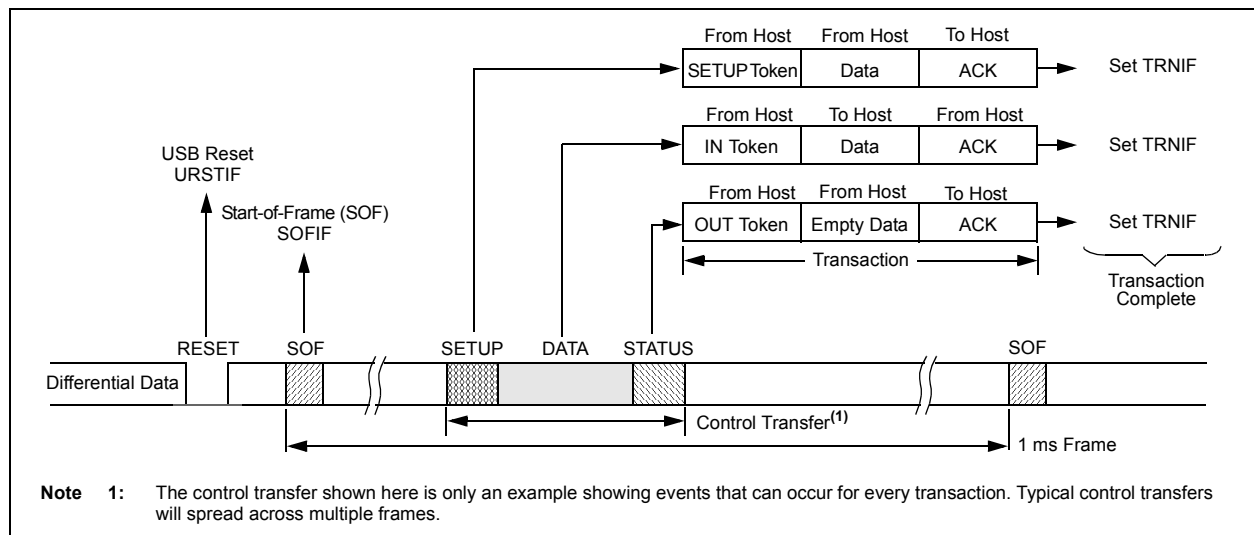 From Host From Host To Host
SETUP Token Data ACK Set TRNIF
From Host To Host From Host
IN Token Data ACK Set TRNIF
USB Reset
URSTIF
From Host From Host To Host
Start-of-Frame (SOF)
SOFIF
OUT Token Empty Data ACK Set TRNIF
Transaction
Transaction
Complete
RESET SOF SETUP DATA STATUS SOF
Differential Data
Control Transfer(1)
1 ms Frame
Note 1: The control transfer shown here is only an example showing events that can occur for every transaction. Typical control transfers
will spread across multiple frames.